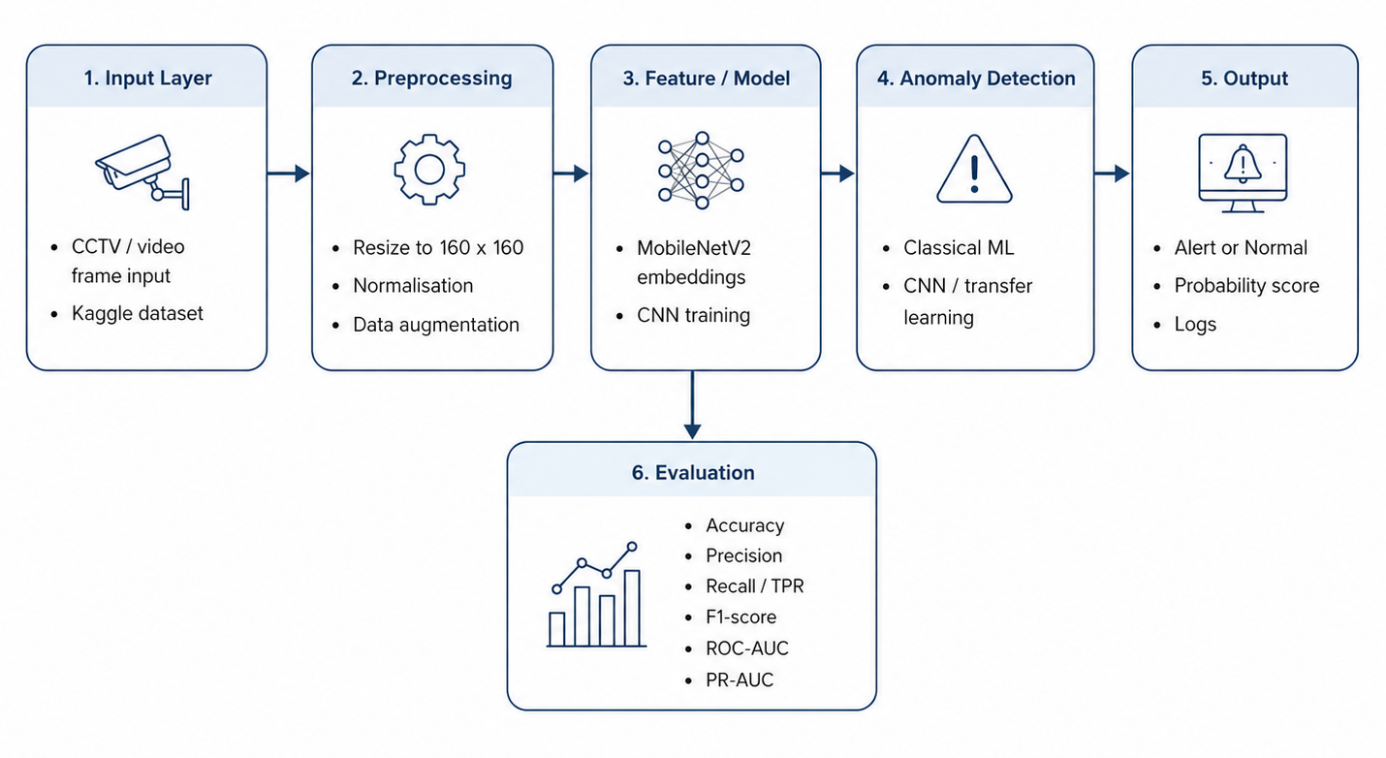 1. Input Layer
• CCTV / video
frame input
• Kaggle dataset
2. Preprocessing
• Resize to 160 x 160
• Normalisation
• Data augmentation
3. Feature / Model
• MobileNetV2
embeddings
• CNN training
4. Anomaly Detection
• Classical ML
• CNN / transfer
learning
5. Output
• Alert or Normal
• Probability score
• Logs
6. Evaluation
• Accuracy
• Precision
• Recall / TPR
• F1-score
• ROC-AUC
• PR-AUC